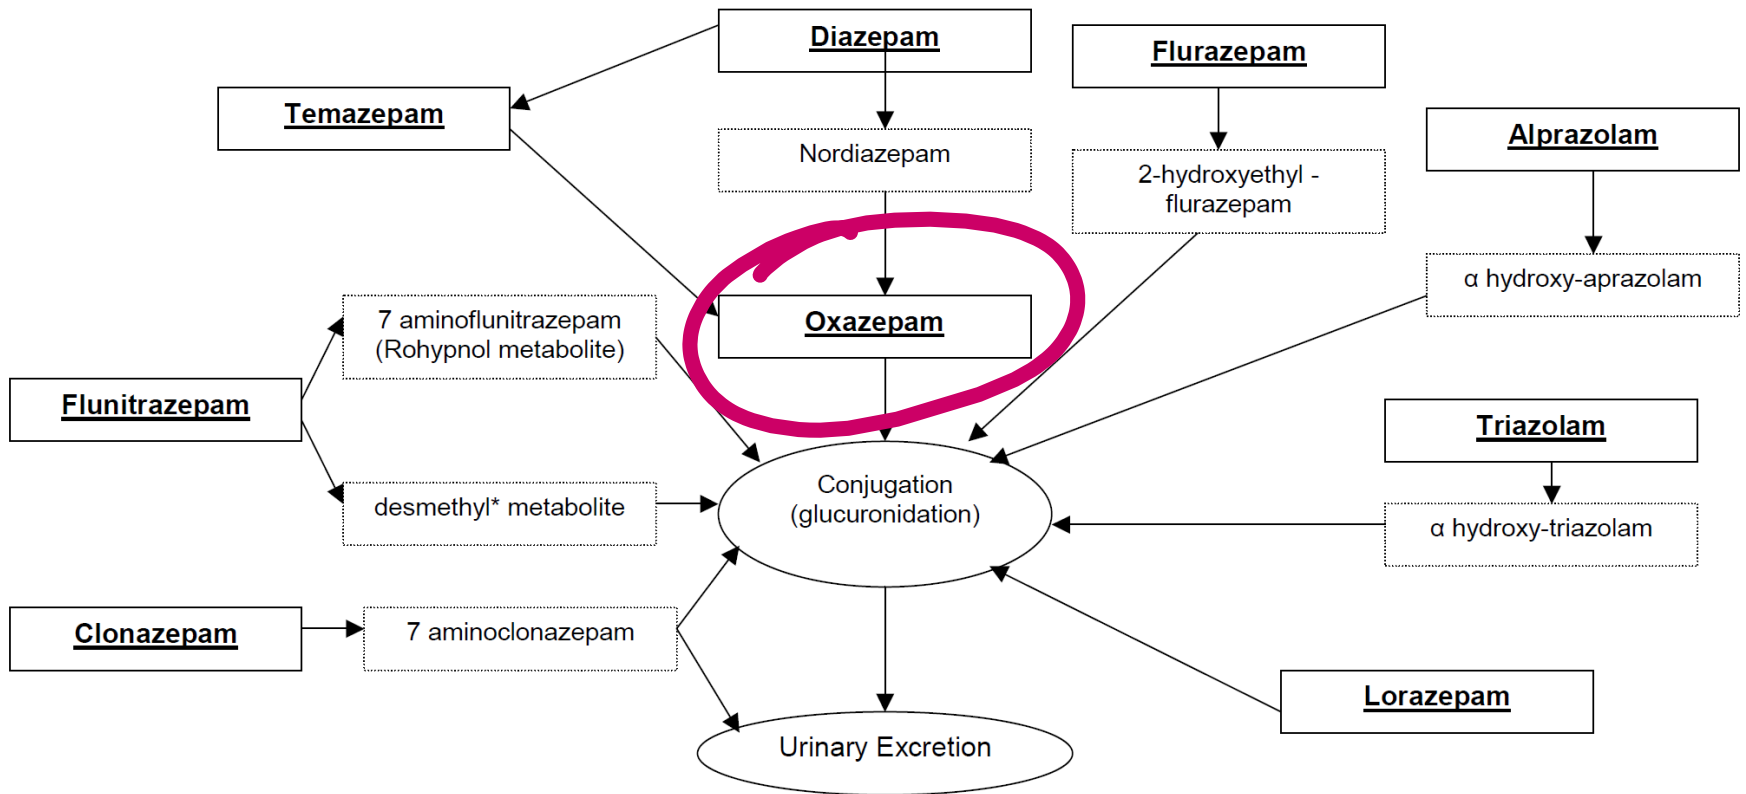 Diazepam
Flurazepam
Temazepam
Alprazolam
Nordiazepam
2-hydroxyethyl -
flurazepam
α hydroxy-aprazolam
7 aminoflunitrazepam
(Rohypnol metabolite)
Oxazepam
Flunitrazepam
Triazolam
desmethyl* metabolite
Conjugation
(glucuronidation)
α hydroxy-triazolam
Clonazepam
7 aminoclonazepam
Lorazepam
Urinary Excretion